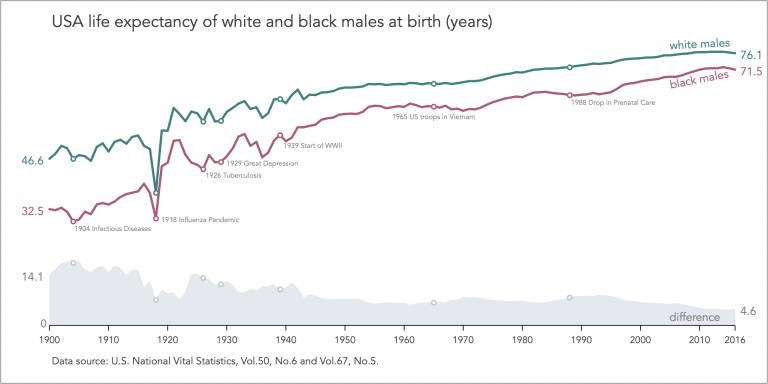 USA life expectancy of white and black males at birth (years)
white males
76.1
71.5
black males
1988 Drop in Prenatal Care
1965 US troops in Vietnam
1939 Start of WWII
46.6
1929 Great Depression
1926 Tuberculosis
32.5
1918 Influenza Pandemic
1904 Infectious Diseases
14.1
4.6
difference
0
1900 1910 1920 1930 1940 1950 1960 1970 1980 1990 2000 2010 2016
Data source: U.S. National Vital Statistics, Vol.50, No.6 and Vol.67, No.5.